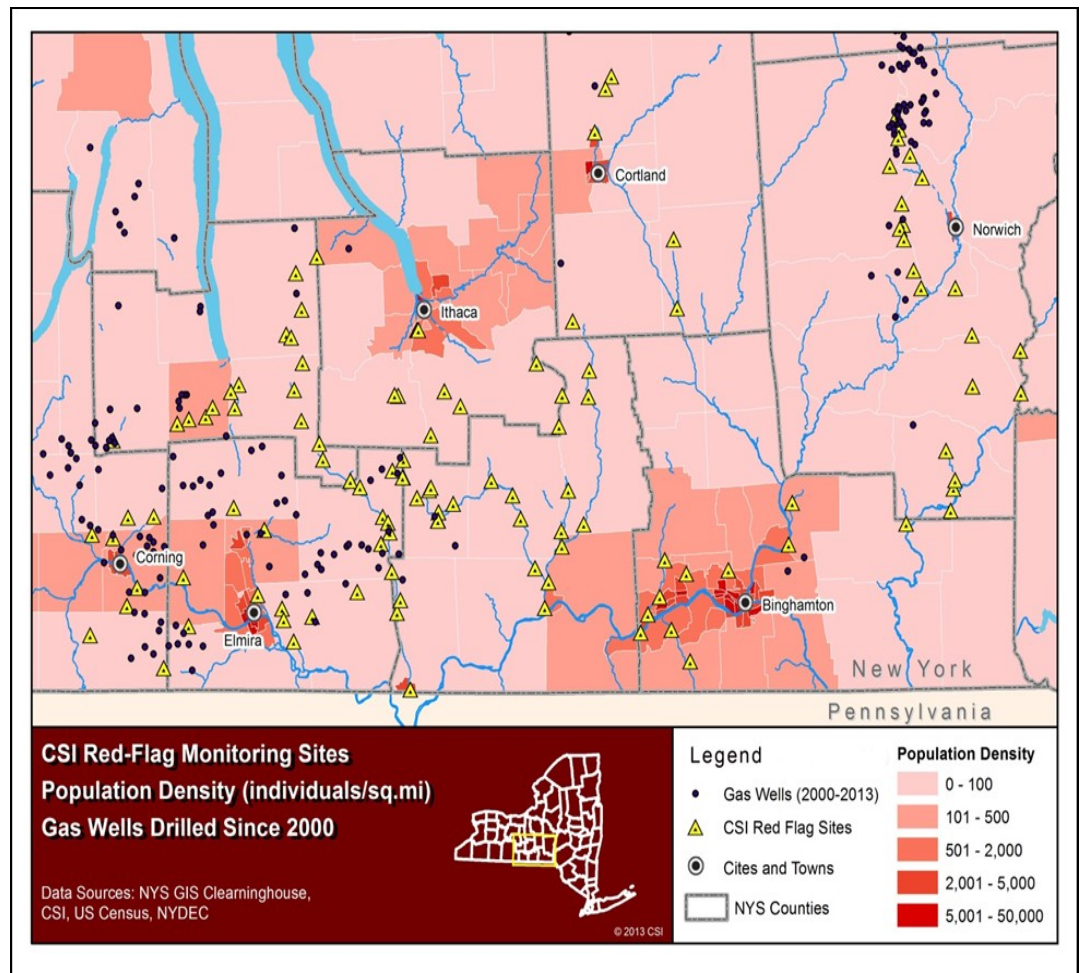 Cortland
Norwich
Ithaca
Corning
Elmira
Binghamton
New York
Pennsylvania
CSI Red-Flag Monitoring Sites
Population Density (individuals/sq.mi)
Gas Wells Drilled Since 2000
Data Sources: NYS GIS Clearninghouse,
CSI, US Census, NYDEC
© 2013 CSI
Legend
Gas Wells (2000-2013)
CSI Red Flag Sites
Cites and Towns
NYS Counties
Population Density
0 - 100
101 - 500
501 - 2,000
2,001 - 5,000
5,001 - 50,000